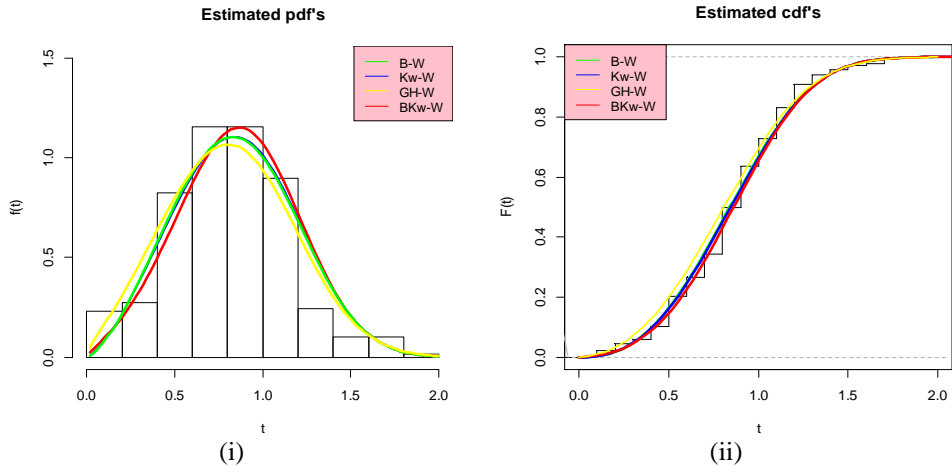 Estimated pdf's
B-W
Kw-W
GH-W
BKw-W
f(t)
1.5
1.0
0.5
0.0
0.0 0.5 1.0 1.5 2.0
t
(i)
Estimated cdf's
B-W
Kw-W
GH-W
BKw-W
F(t)
1.0
0.8
0.6
0.4
0.2
0.0
0.0 0.5 1.0 1.5 2.0
t
(ii)